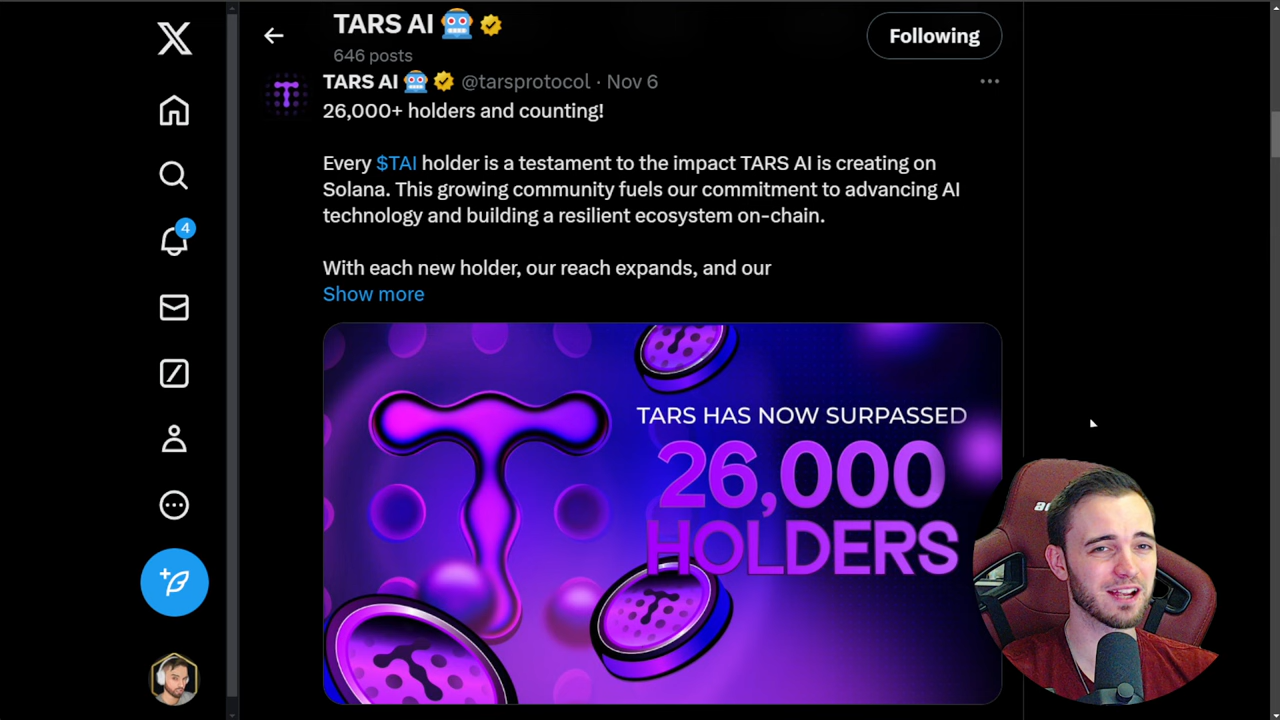 TARS AI
646 posts
Following
TARS AI @tarsprotocol · Nov 6
26,000+ holders and counting!
Every $TAI holder is a testament to the impact TARS AI is creating on
Solana. This growing community fuels our commitment to advancing AI
technology and building a resilient ecosystem on-chain.
With each new holder, our reach expands, and our
Show more
TARS HAS NOW SURPASSED
26,000
HOLDERS
4